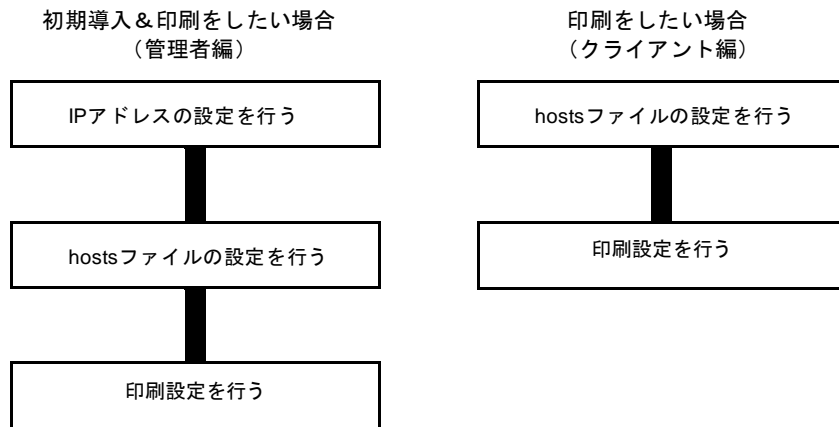 初期導入＆印刷をしたい場合
（管理者編）
IPアドレスの設定を行う
hostsファイルの設定を行う
印刷設定を行う
印刷をしたい場合
（クライアント編）
hostsファイルの設定を行う
印刷設定を行う